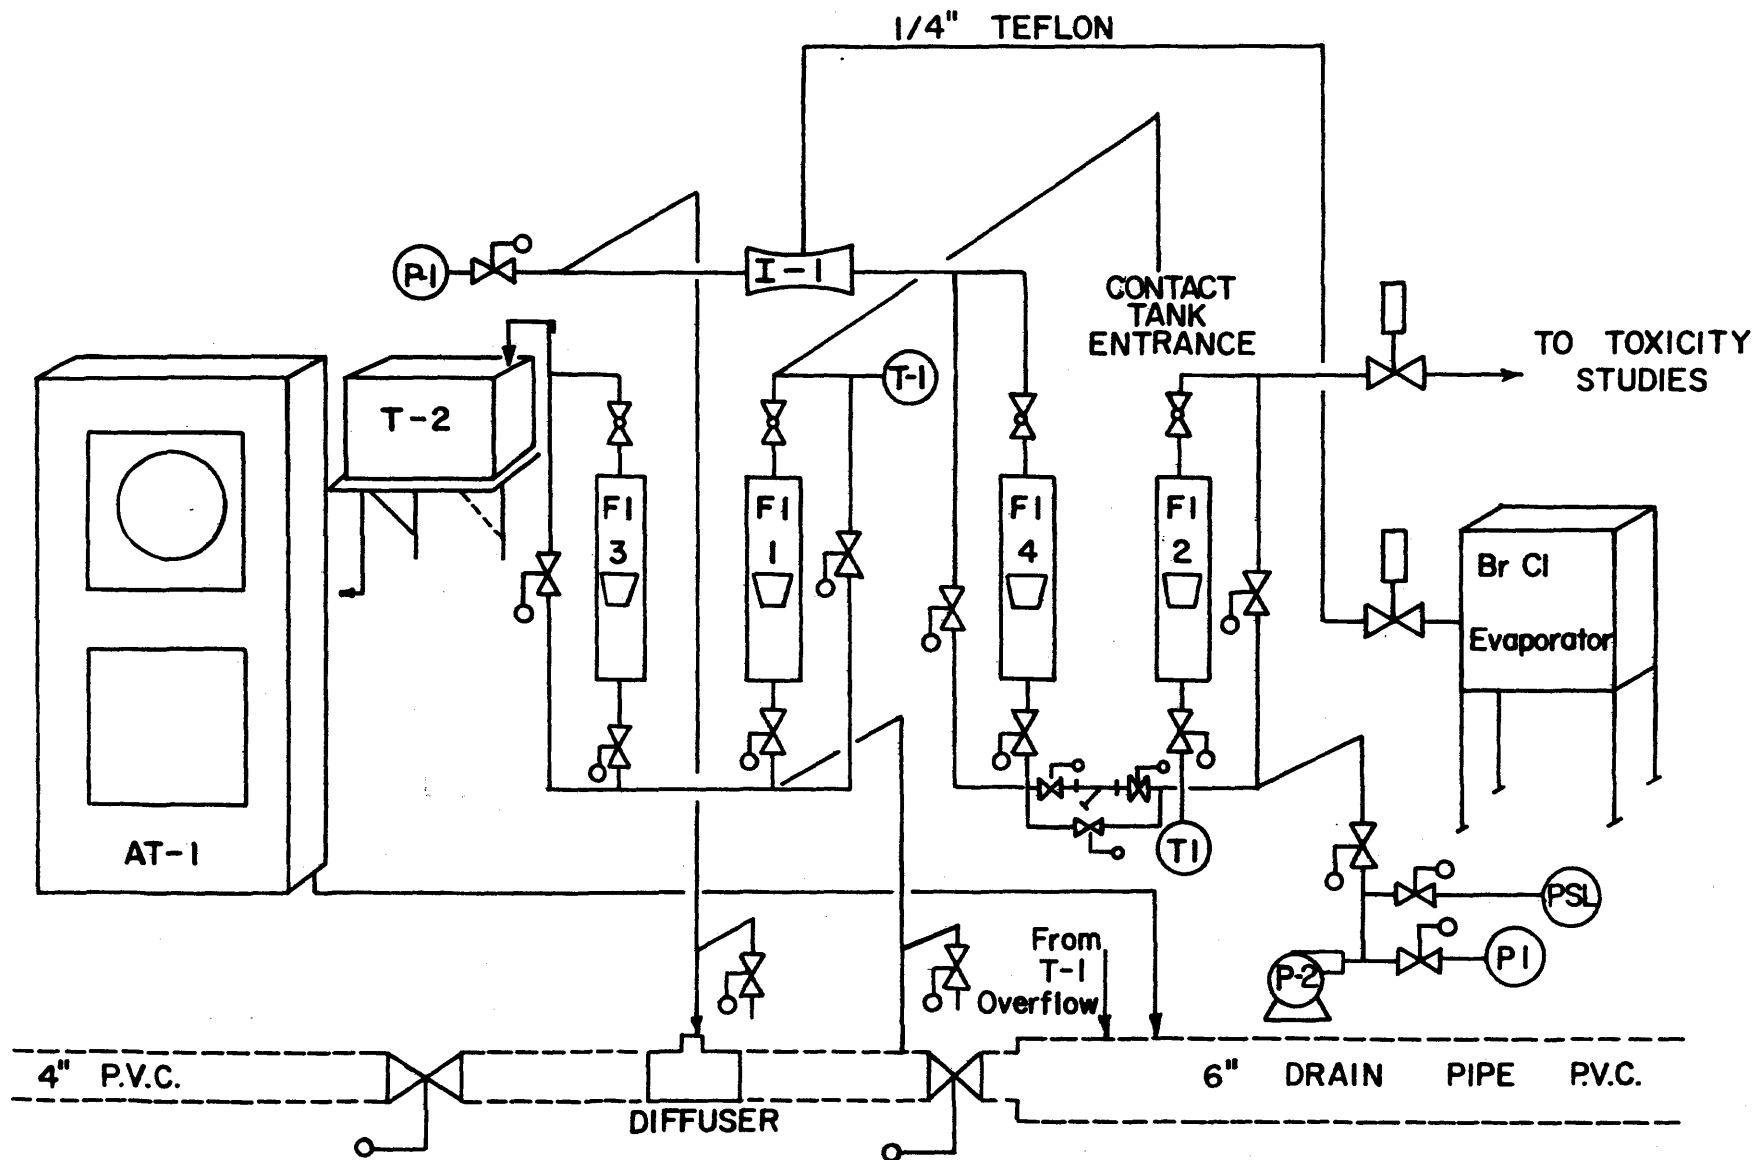 1/4" TEFLON
P-1
I-1
CONTACT
TANK
ENTRANCE
TO TOXICITY
STUDIES
T-2
T-1
FI
3
FI
1
FI
4
FI
2
Br Cl
Evaporator
AT-1
TI
PSL
PI
P-2
From
T-1
Overflow
4" P.V.C.
DIFFUSER
6" DRAIN PIPE P.V.C.